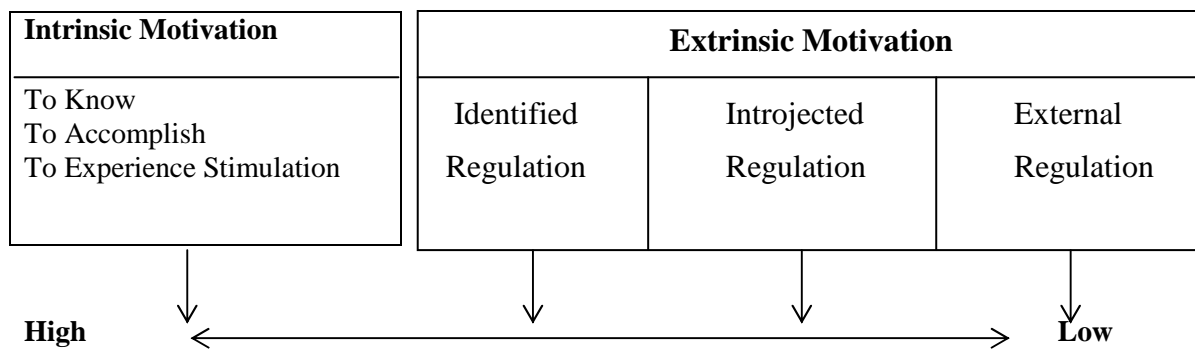 Intrinsic Motivation
To Know
To Accomplish
To Experience Stimulation
Extrinsic Motivation
Identified
Regulation
Introjected
Regulation
External
Regulation
High
Low